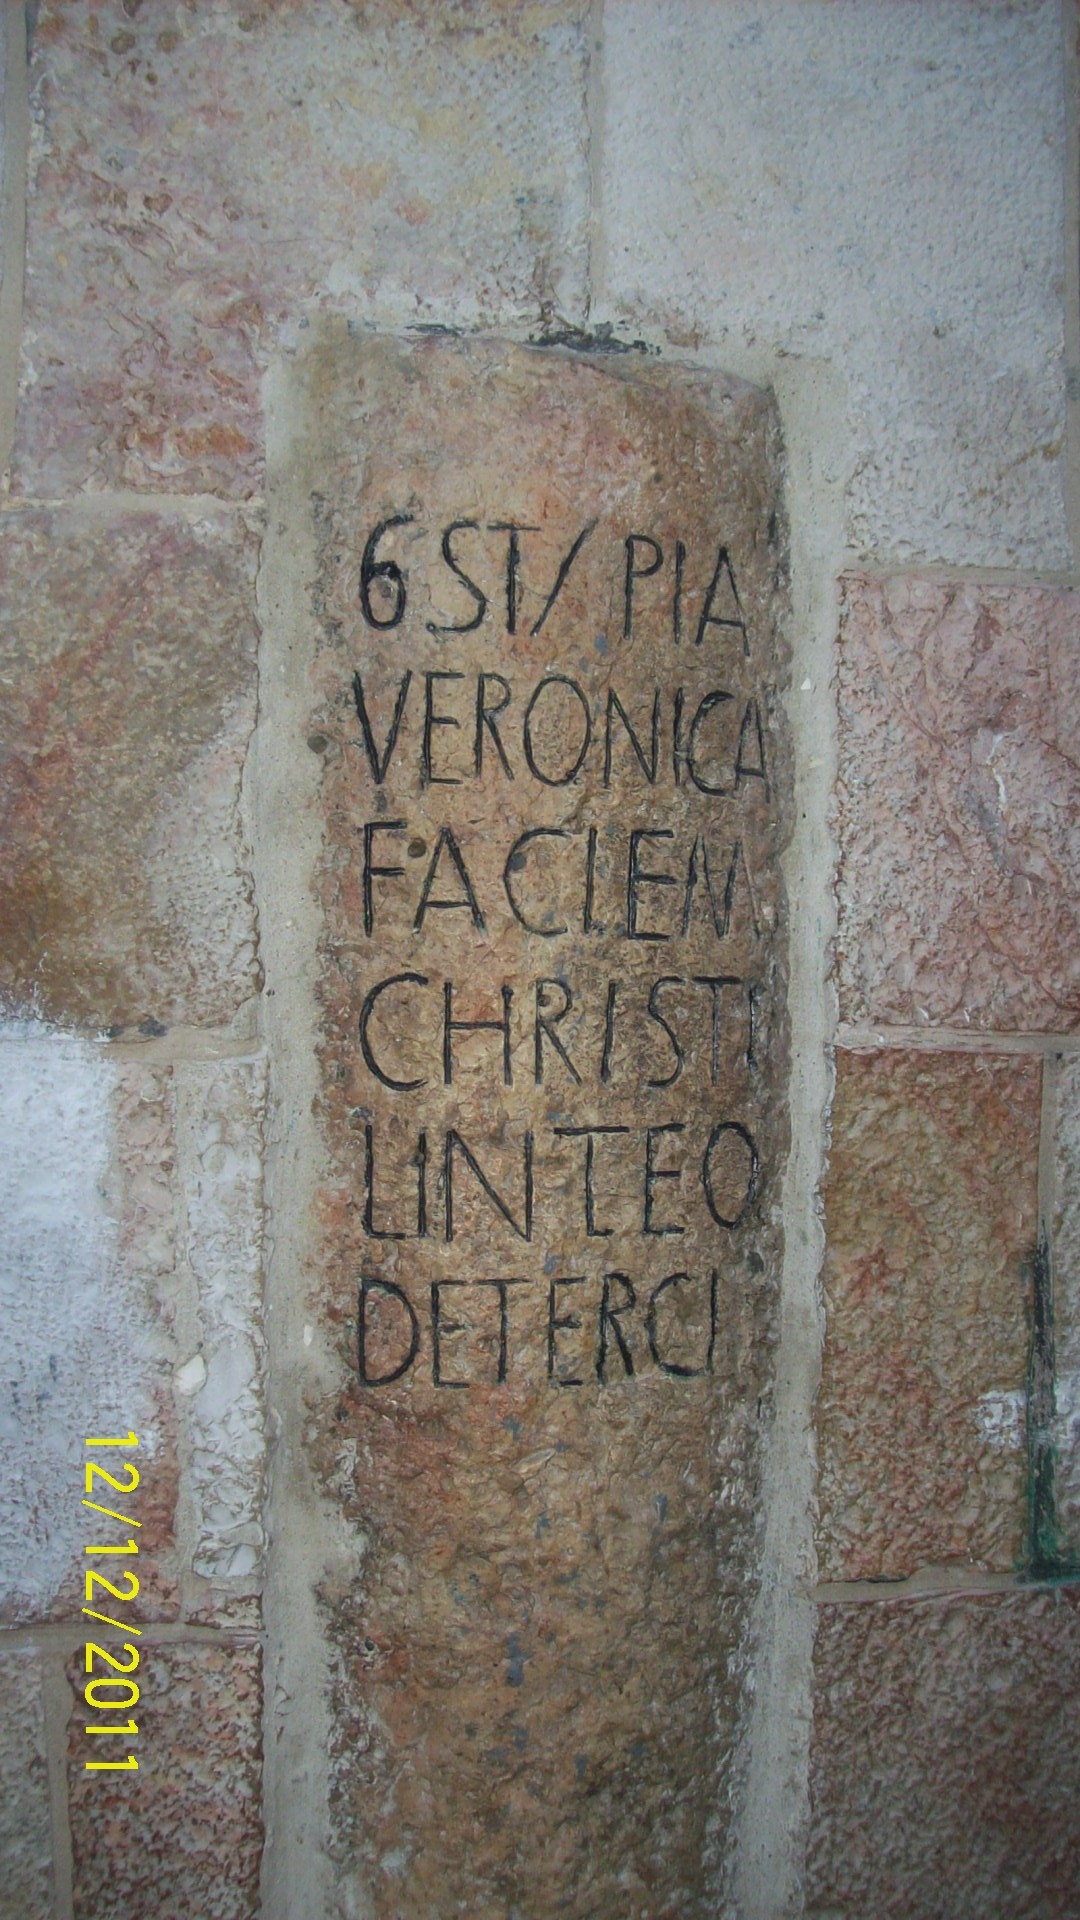 6 ST/ PIA
VERONICA
FACIEM
CHRISTI
LINTEO
DETERCI
12/12/2011